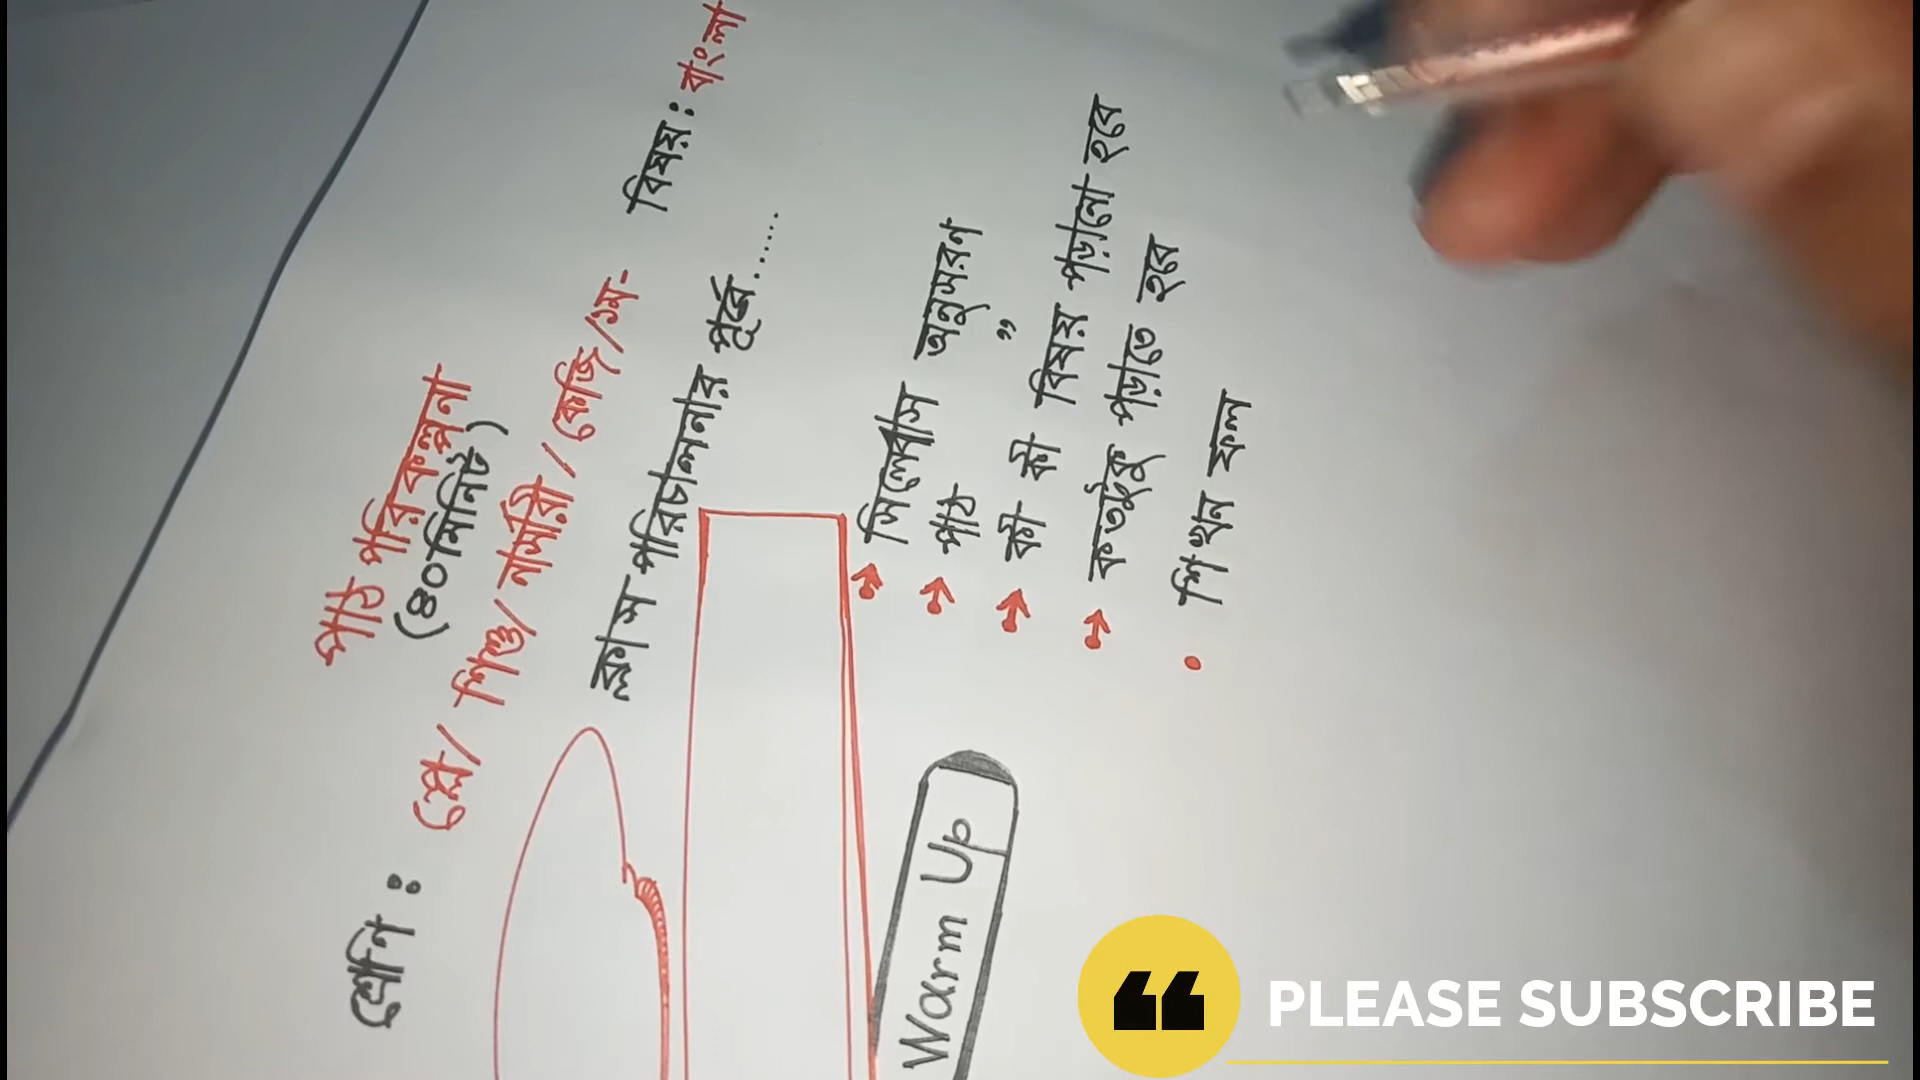 পাঠ পরিকল্পনা
(৪০মিনিট)
শ্রেণি : প্লে/ শিশু/ নার্সারী / কেজি /১ম- বিষয় : বাংলা
ক্লাস পরিচালনার পূর্বে......
সিলেবাস অনুসরণ
পাঠ "
কী কী বিষয় পড়ানো হবে
কতটুকু পড়াতে হবে
শিখন ফল
Warm Up
PLEASE SUBSCRIBE